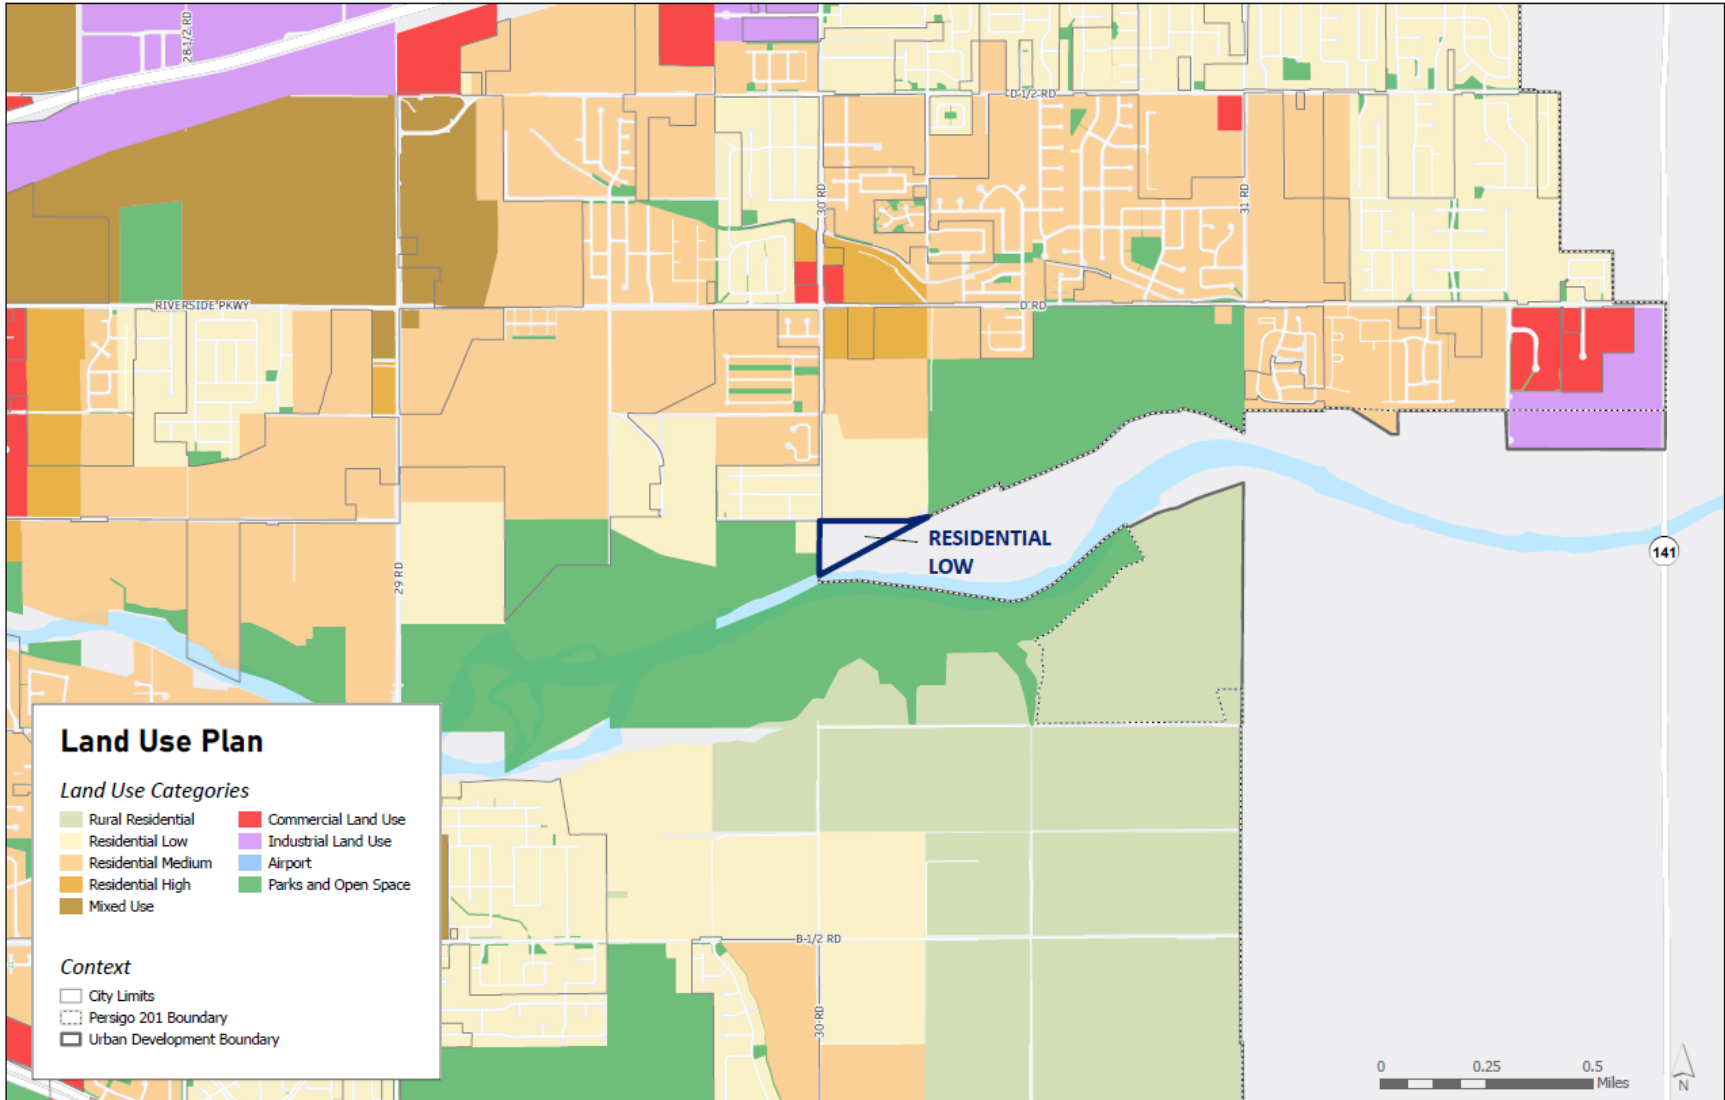 28 1/2 RD
D 1/2 RD
30 RD
31 RD
RIVERSIDE PKWY
D RD
RESIDENTIAL
LOW
141
29 RD
Land Use Plan
Land Use Categories
Rural Residential
Residential Low
Residential Medium
Residential High
Mixed Use
Commercial Land Use
Industrial Land Use
Airport
Parks and Open Space
Context
City Limits
Persigo 201 Boundary
Urban Development Boundary
B 1/2 RD
30 RD
0 0.25 0.5
Miles
N